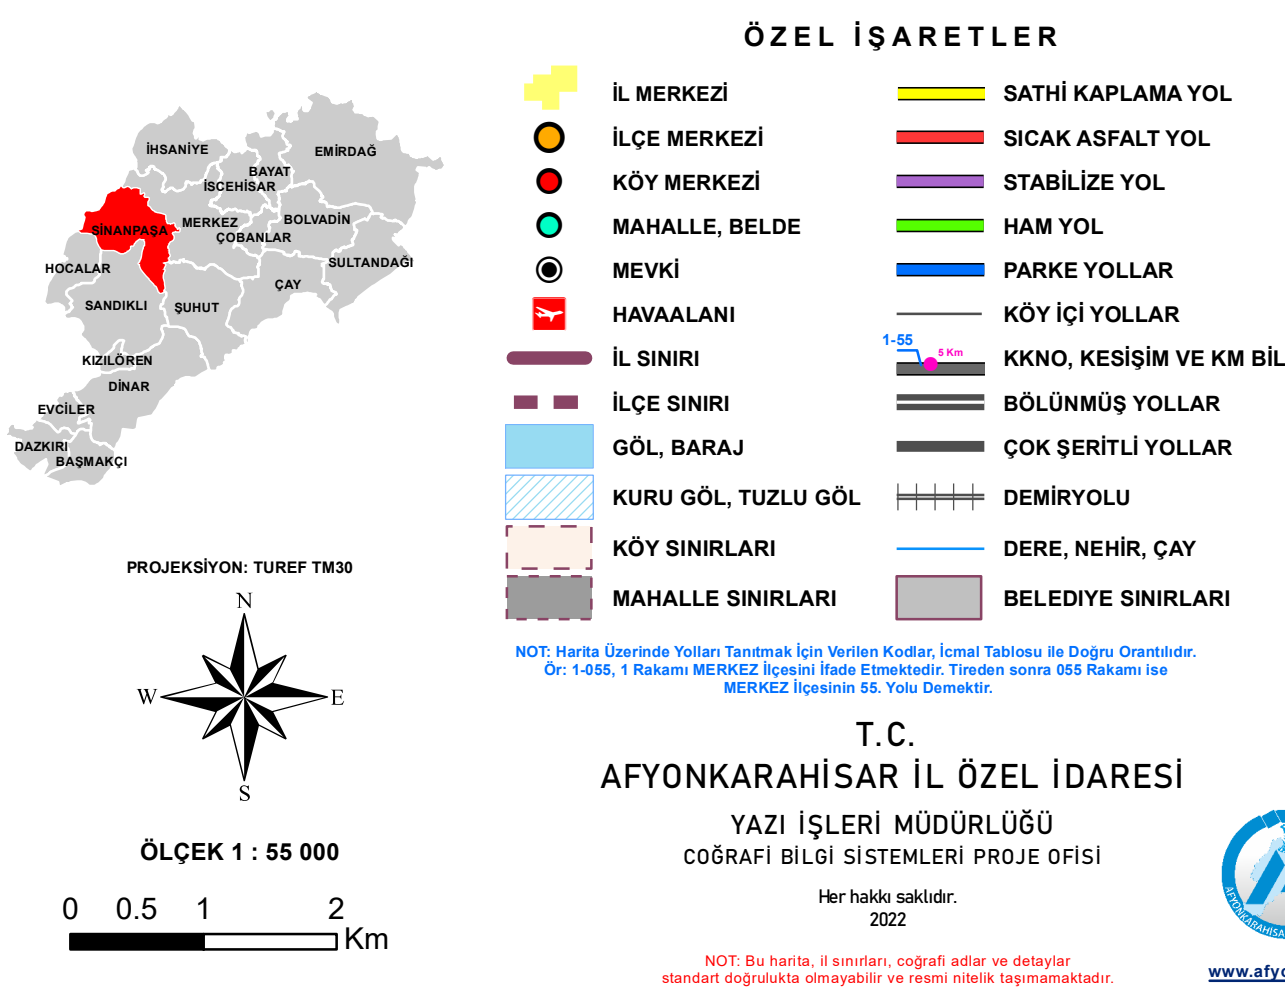 ÖZEL İŞARETLER
İL MERKEZİ
İLÇE MERKEZİ
KÖY MERKEZİ
MAHALLE, BELDE
MEVKİ
HAVAALANI
İL SINIRI
İLÇE SINIRI
GÖL, BARAJ
KURU GÖL, TUZLU GÖL
KÖY SINIRLARI
MAHALLE SINIRLARI
SATHİ KAPLAMA YOL
SICAK ASFALT YOL
STABİLİZE YOL
HAM YOL
PARKE YOLLAR
KÖY İÇİ YOLLAR
1-55
5 Km
KKNO, KESİŞİM VE KM BİL
BÖLÜNMÜŞ YOLLAR
ÇOK ŞERİTLİ YOLLAR
DEMİRYOLU
DERE, NEHİR, ÇAY
BELEDIYE SINIRLARI
İHSANİYE
EMİRDAĞ
BAYAT
İSCEHİSAR
SİNANPAŞA
MERKEZ
BOLVADİN
ÇOBANLAR
HOCALAR
SULTANDAĞI
ÇAY
SANDIKLI
ŞUHUT
KIZILÖREN
DİNAR
EVCİLER
DAZKIRI
BAŞMAKÇI
PROJEKSİYON: TUREF TM30
N
W
E
S
ÖLÇEK 1 : 55 000
0 0.5 1 2
Km
NOT: Harita Üzerinde Yolları Tanıtmak İçin Verilen Kodlar, İcmal Tablosu ile Doğru Orantılıdır.
Ör: 1-055, 1 Rakamı MERKEZ İlçesini İfade Etmektedir. Tireden sonra 055 Rakamı ise
MERKEZ İlçesinin 55. Yolu Demektir.
T.C.
AFYONKARAHİSAR İL ÖZEL İDARESİ
YAZI İŞLERİ MÜDÜRLÜĞÜ
COĞRAFİ BİLGİ SİSTEMLERİ PROJE OFİSİ
Her hakkı saklıdır.
2022
NOT: Bu harita, il sınırları, coğrafi adlar ve detaylar
standart doğrulukta olmayabilir ve resmi nitelik taşımamaktadır.
AFYONKARAHİSA
www.afyo